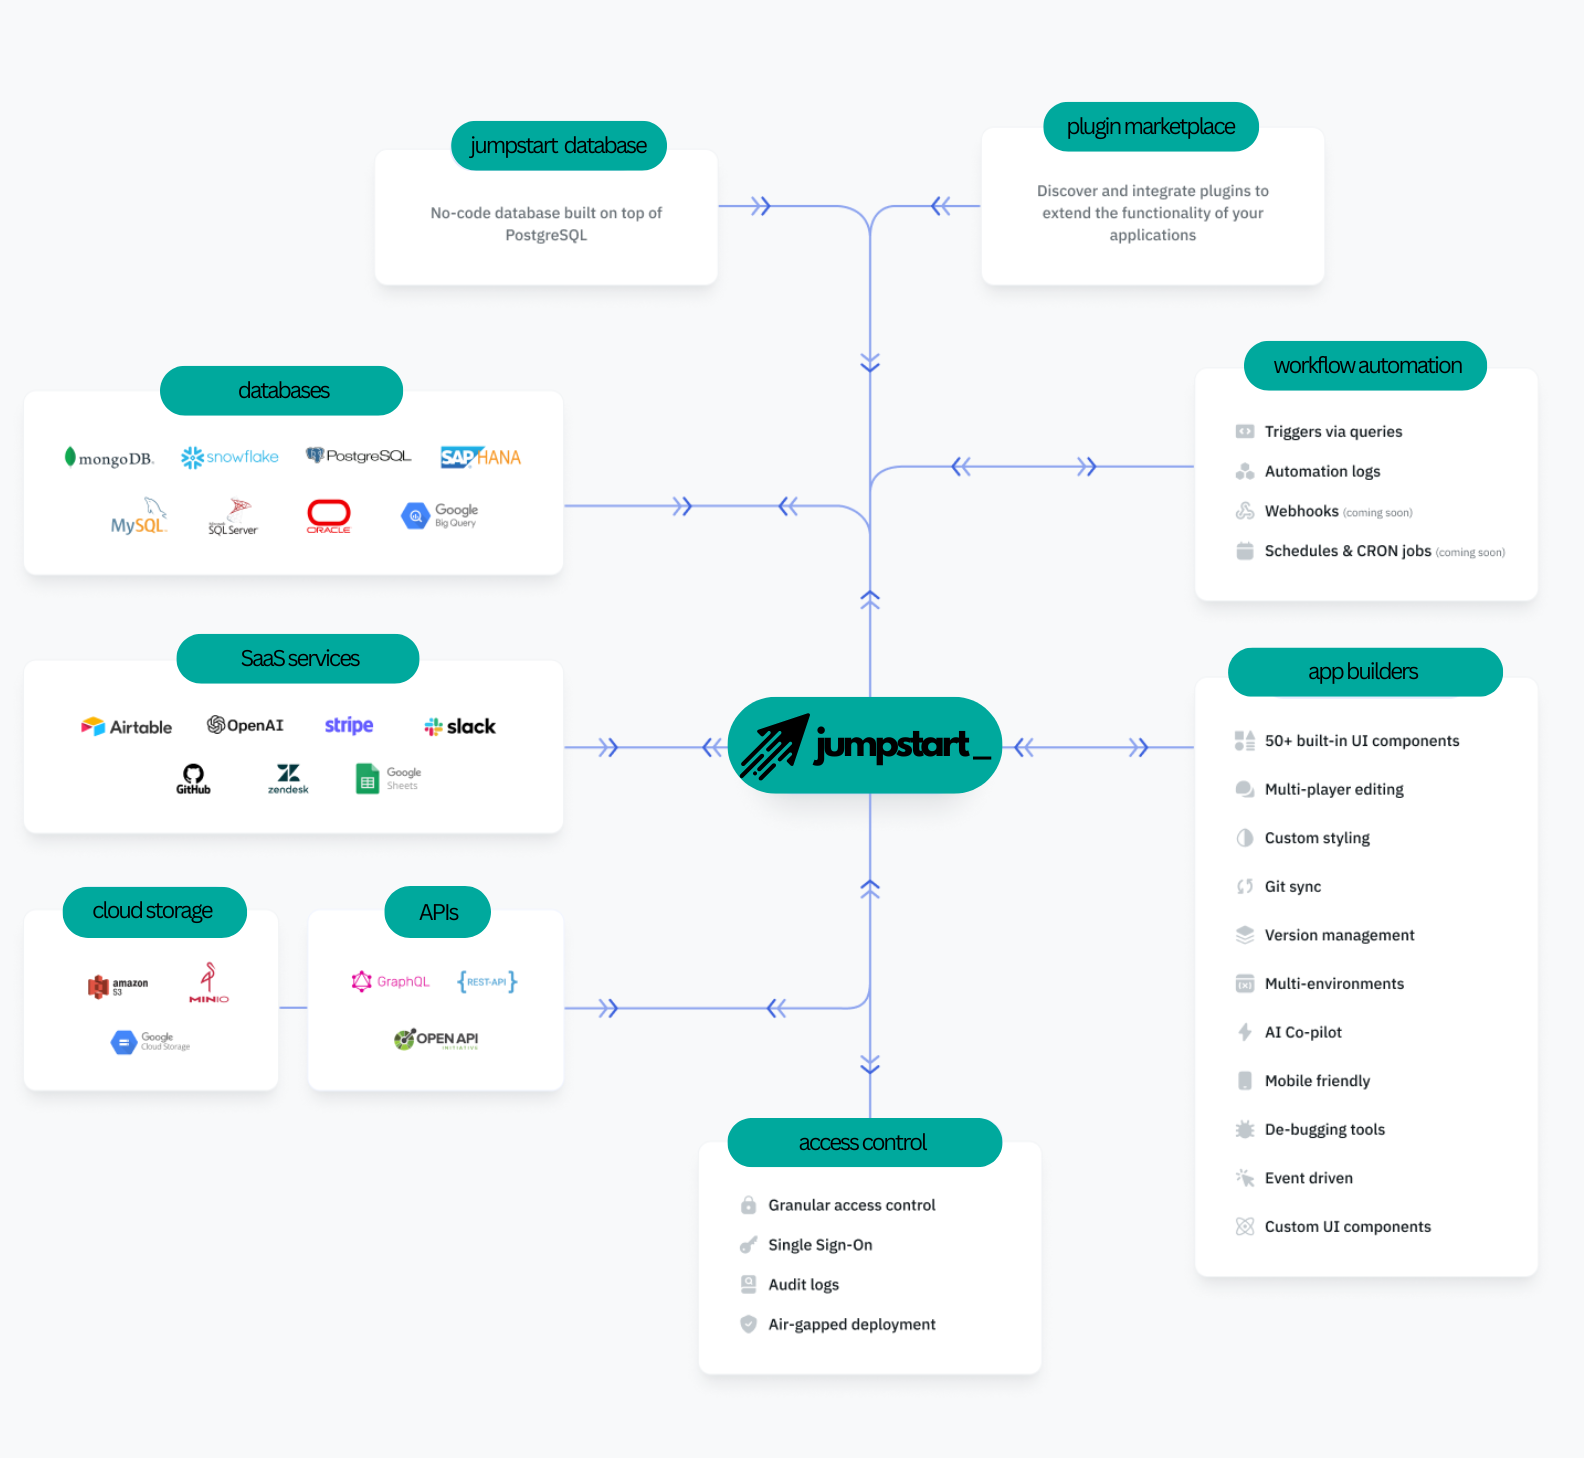 jumpstart database
No-code database built on top of
PostgreSQL
plugin marketplace
Discover and integrate plugins to
extend the functionality of your
applications
databases
mongoDB.
snowflake
PostgreSQL
SAP HANA
MySQL
Microsoft
SQL Server
ORACLE
Google
Big Query
workflow automation
Triggers via queries
Automation logs
Webhooks (coming soon)
Schedules & CRON jobs (coming soon)
SaaS services
Airtable
OpenAI
stripe
slack
GitHub
zendesk
Google
Sheets
jumpstart_
app builders
50+ built-in UI components
Multi-player editing
Custom styling
Git sync
Version management
Multi-environments
AI Co-pilot
Mobile friendly
De-bugging tools
Event driven
Custom UI components
cloud storage
amazon
S3
MINIO
Google
Cloud Storage
APIs
GraphQL
{REST-API}
OPEN API
INITIATIVE
access control
Granular access control
Single Sign-On
Audit logs
Air-gapped deployment